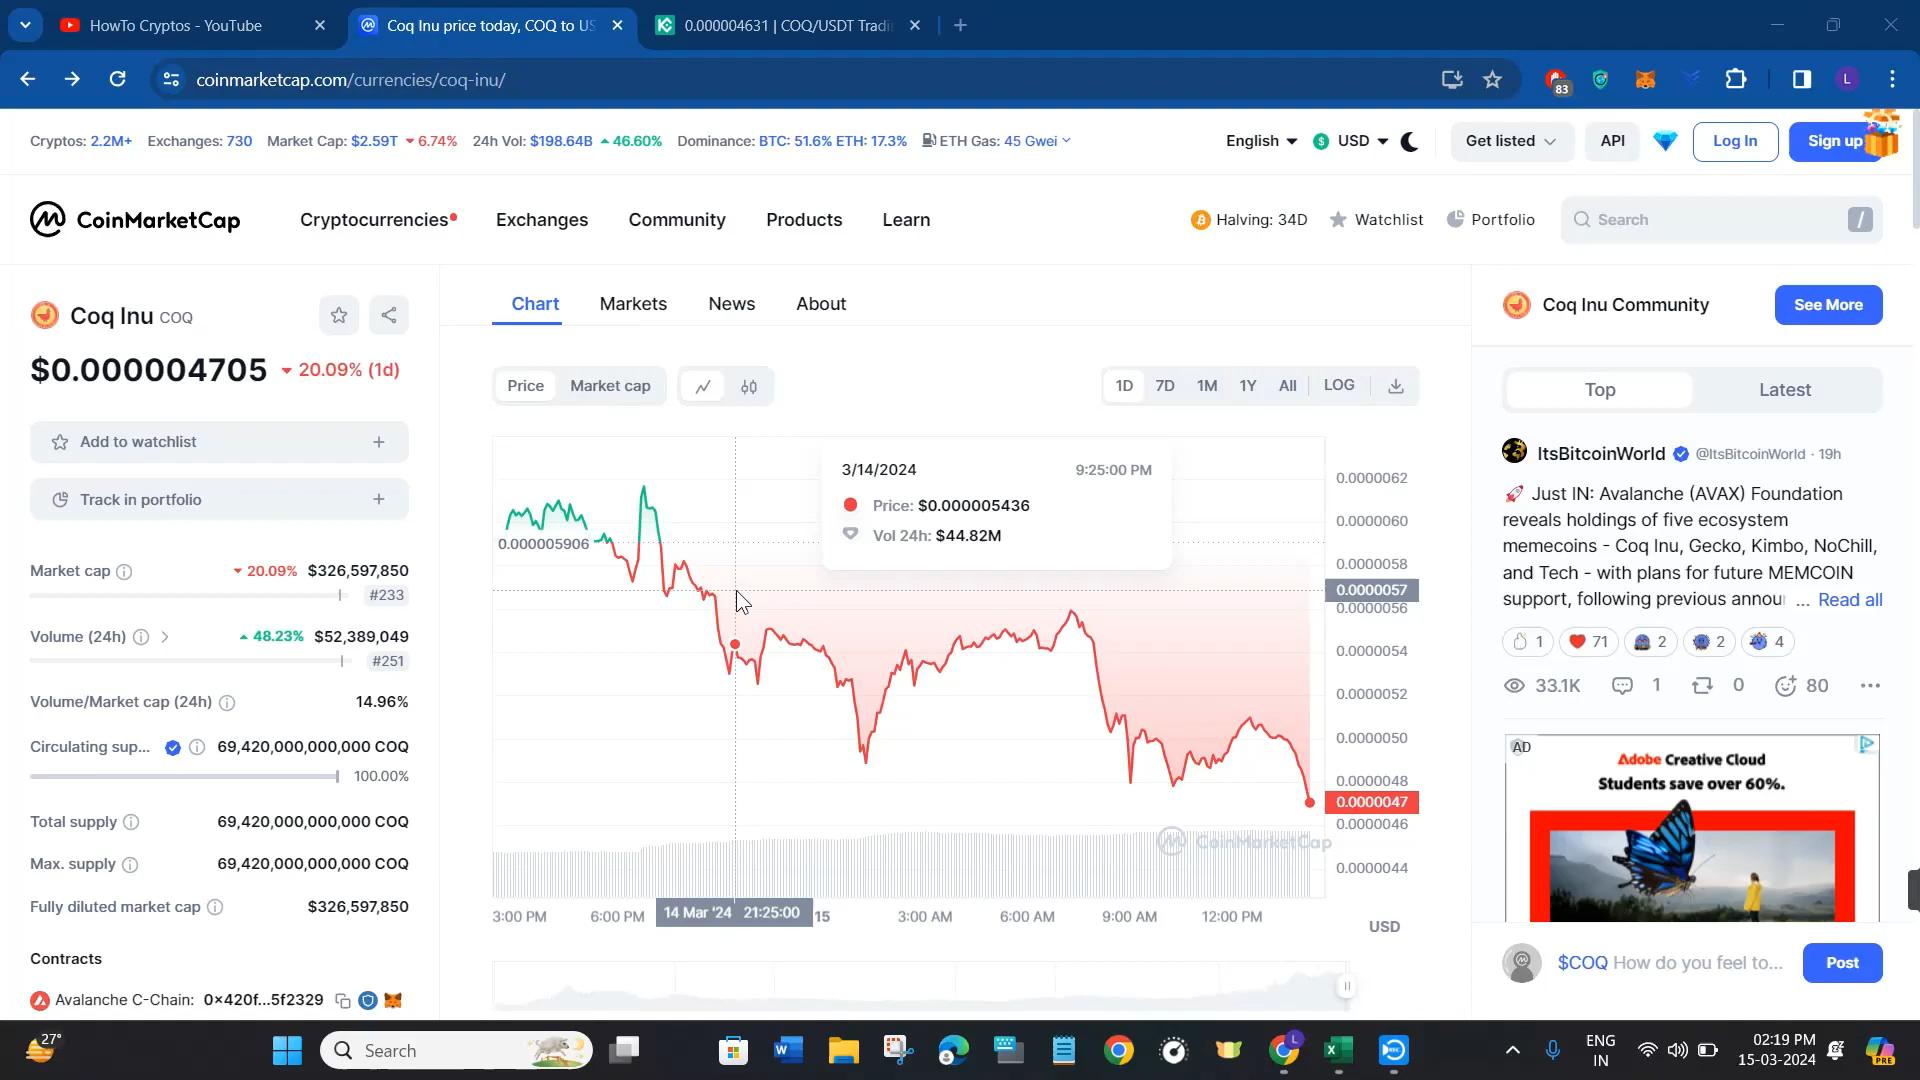 HowTo Cryptos - YouTube
Coq Inu price today, COQ to US
0.000004631 | COQ/USDT Tradi
coinmarketcap.com/currencies/coq-inu/
83
L
Cryptos: 2.2M+ Exchanges: 730 Market Cap: $2.59T 6.74% 24h Vol: $198.64B 46.60% Dominance: BTC: 51.6% ETH: 17.3% ETH Gas: 45 Gwei
English USD Get listed API Log In Sign up
CoinMarketCap
Cryptocurrencies Exchanges Community Products Learn
Halving: 34D Watchlist Portfolio Search /
Coq Inu COQ
$0.000004705 20.09% (1d)
Add to watchlist +
Track in portfolio +
Market cap 20.09% $326,597,850
#233
Volume (24h) 48.23% $52,389,049
#251
Volume/Market cap (24h) 14.96%
Circulating sup... 69,420,000,000,000 COQ
100.00%
Total supply 69,420,000,000,000 COQ
Max. supply 69,420,000,000,000 COQ
Fully diluted market cap $326,597,850
Contracts
Avalanche C-Chain: 0x420f...5f2329
Chart Markets News About
Price Market cap
1D 7D 1M 1Y All LOG
3/14/2024 9:25:00 PM
Price: $0.000005436
Vol 24h: $44.82M
0.000005906
0.0000062
0.0000060
0.0000058
0.0000057
0.0000056
0.0000054
0.0000052
0.0000050
0.0000048
0.0000047
0.0000046
0.0000044
CoinMarketCap
3:00 PM 6:00 PM 14 Mar '24 21:25:00 15 3:00 AM 6:00 AM 9:00 AM 12:00 PM
USD
Coq Inu Community See More
Top Latest
ItsBitcoinWorld @ItsBitcoinWorld · 19h
🚀 Just IN: Avalanche (AVAX) Foundation
reveals holdings of five ecosystem
memecoins - Coq Inu, Gecko, Kimbo, NoChill,
and Tech - with plans for future MEMCOIN
support, following previous annou ... Read all
1 71 2 2 4
33.1K 1 0 80
AD
Adobe Creative Cloud
Students save over 60%.
$COQ How do you feel to... Post
27°
Search
L
ENG
IN
02:19 PM
15-03-2024
PRE